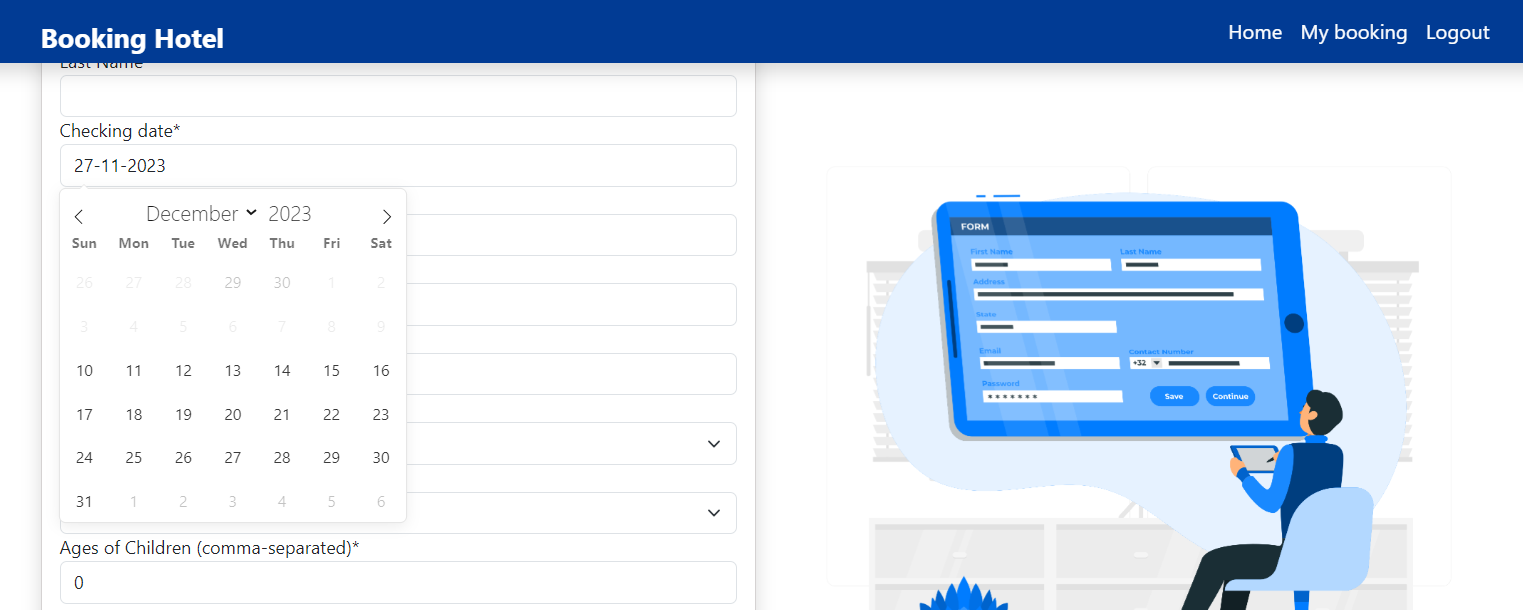 Booking Hotel
Home My booking Logout
Last Name
Checking date*
27-11-2023
December 2023
Sun Mon Tue Wed Thu Fri Sat
26 27 28 29 30 1 2
3 4 5 6 7 8 9
10 11 12 13 14 15 16
17 18 19 20 21 22 23
24 25 26 27 28 29 30
31 1 2 3 4 5 6
Ages of Children (comma-separated)*
0
FORM
First Name Last Name
Address
State
Email Contact Number
+32
Password
*******
Save Continue